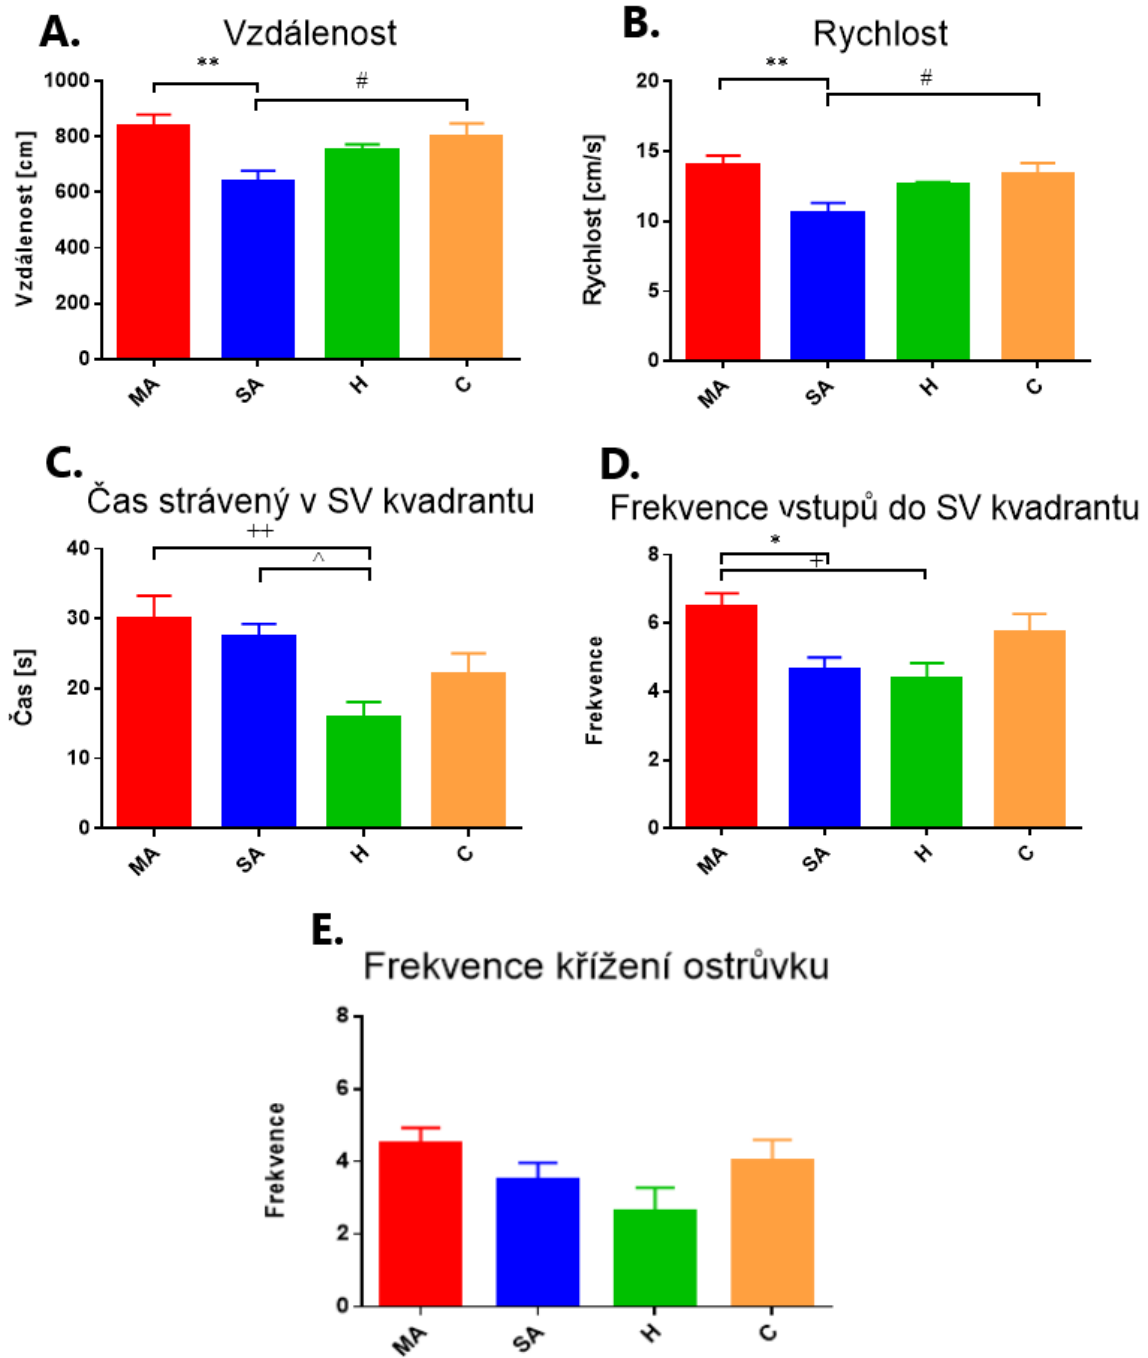 A.
Vzdálenost
**
#
Vzdálenost [cm]
1000
800
600
400
200
0
MA
SA
H
C
B.
Rychlost
**
#
Rychlost [cm/s]
20
15
10
5
0
MA
SA
H
C
C.
Čas strávený v SV kvadrantu
++
^
Čas [s]
40
30
20
10
0
MA
SA
H
C
D.
Frekvence vstupů do SV kvadrantu
*
+
Frekvence
8
6
4
2
0
MA
SA
H
C
E.
Frekvence křížení ostrůvku
Frekvence
8
6
4
2
0
MA
SA
H
C